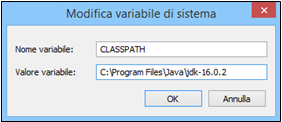 Modifica variabile di sistema
Nome variabile: CLASSPATH
Valore variabile: C:\Program Files\Java\jdk-16.0.2
OK Annulla